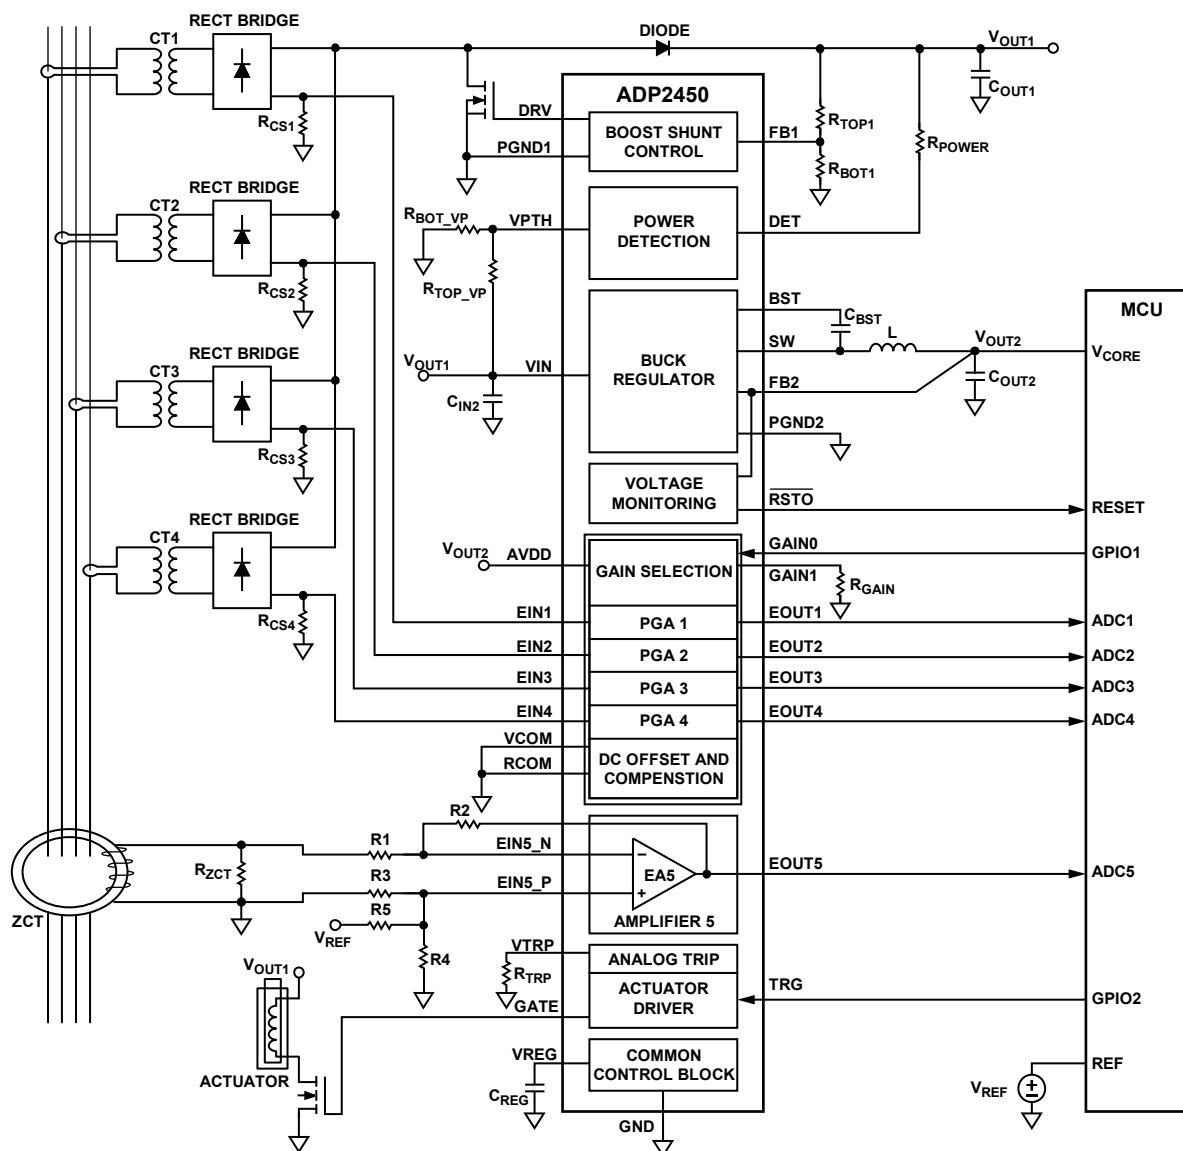 RECT BRIDGE
CT1
RCS1
RECT BRIDGE
CT2
RCS2
RECT BRIDGE
CT3
RCS3
RECT BRIDGE
CT4
RCS4
DIODE
VOUT1
COUT1
ADP2450
DRV
PGND1
BOOST SHUNT
CONTROL
FB1
RTOP1
RBOT1
RPOWER
RBOT_VP
VPTH
POWER
DETECTION
DET
RTOP_VP
VOUT1
VIN
CIN2
BUCK
REGULATOR
BST
CBST
SW
L
VOUT2
FB2
COUT2
PGND2
VOLTAGE
MONITORING
RSTO
MCU
VCORE
RESET
VOUT2
AVDD
GAIN SELECTION
GAIN0
GAIN1
RGAIN
GPIO1
EIN1
PGA 1
EOUT1
ADC1
EIN2
PGA 2
EOUT2
ADC2
EIN3
PGA 3
EOUT3
ADC3
EIN4
PGA 4
EOUT4
ADC4
VCOM
RCOM
DC OFFSET AND
COMPENSTION
R2
R1
EIN5_N
RZCT
R3
EIN5_P
R5
VREF
R4
ZCT
EA5
AMPLIFIER 5
EOUT5
ADC5
VTRP
RTRP
ANALOG TRIP
ACTUATOR
DRIVER
TRG
GPIO2
VOUT1
GATE
ACTUATOR
VREG
CREG
COMMON
CONTROL BLOCK
GND
REF
VREF